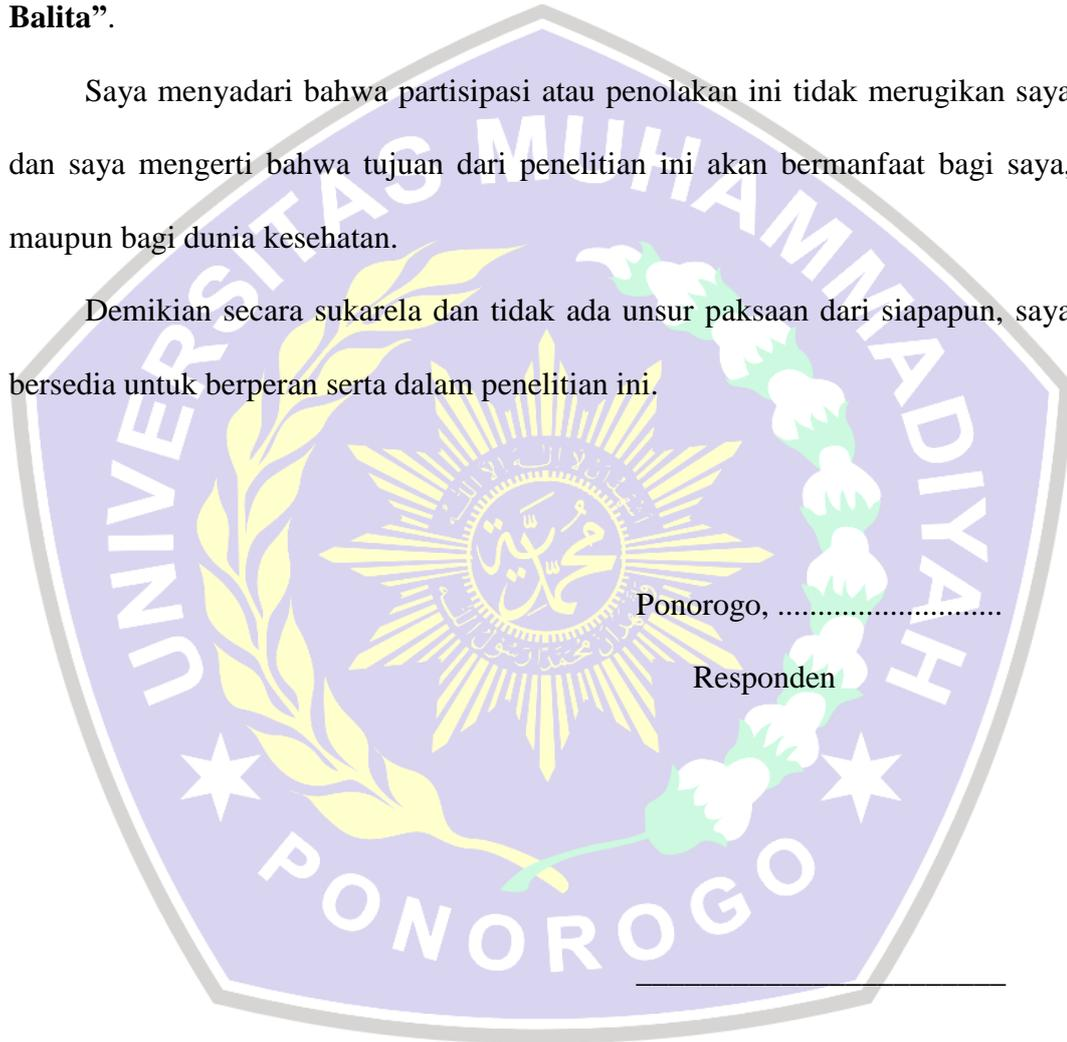 Balita”.
Saya menyadari bahwa partisipasi atau penolakan ini tidak merugikan saya
dan saya mengerti bahwa tujuan dari penelitian ini akan bermanfaat bagi saya,
maupun bagi dunia kesehatan.
Demikian secara sukarela dan tidak ada unsur paksaan dari siapapun, saya
bersedia untuk berperan serta dalam penelitian ini.
Ponorogo, ............................
Responden
________________________
UNIVERSITAS MUHAMMADIYAH
PONOROGO
محمدية